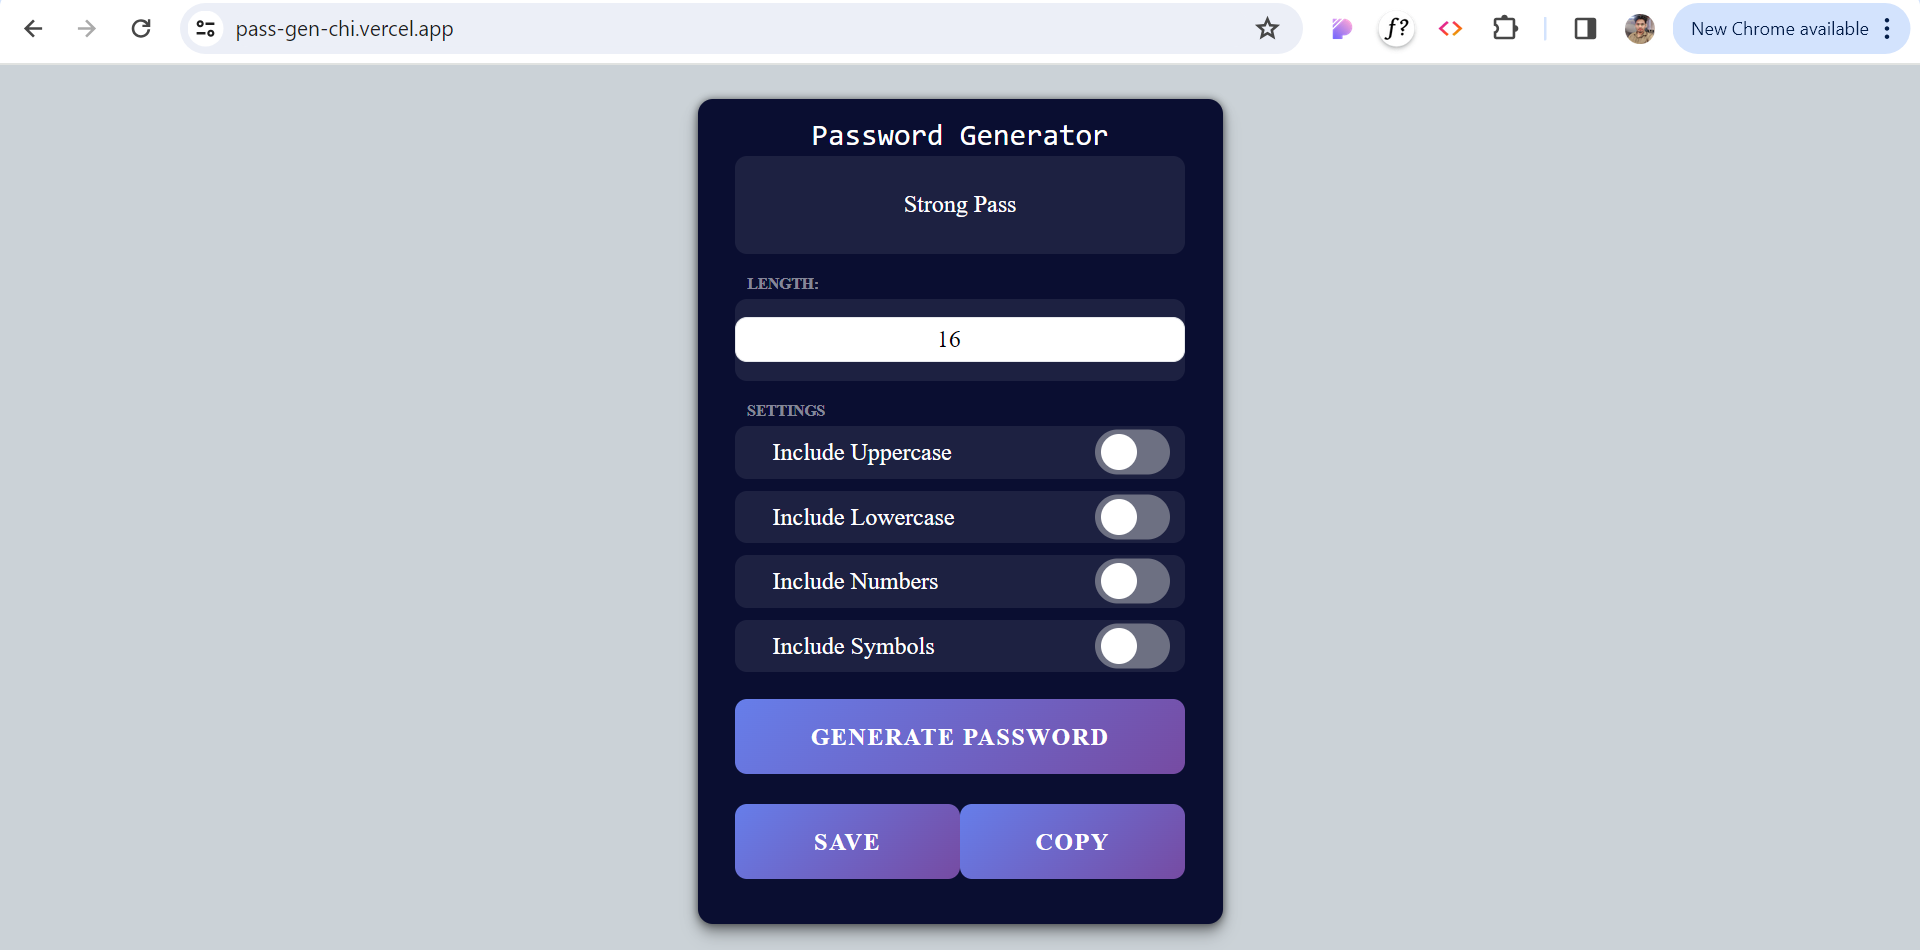 pass-gen-chi.vercel.app
f?
New Chrome available
Password Generator
Strong Pass
LENGTH:
16
SETTINGS
Include Uppercase
Include Lowercase
Include Numbers
Include Symbols
GENERATE PASSWORD
SAVE COPY